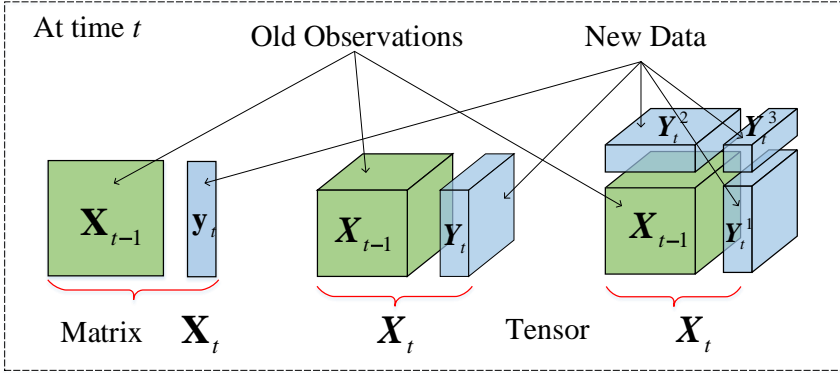 At time t
Old Observations
New Data
Y_t^2
Y_t^3
X_{t-1}
y_t
X_{t-1}
Y_t
X_{t-1}
Y_t^1
Matrix X_t
X_t
Tensor
X_t